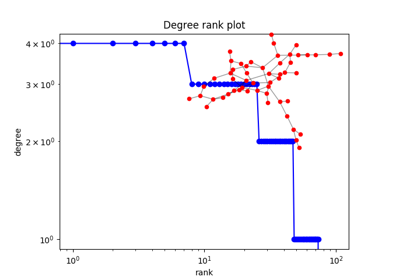 Degree rank plot
4 × 10⁰
3 × 10⁰
2 × 10⁰
10⁰
degree
10⁰
10¹
10²
rank